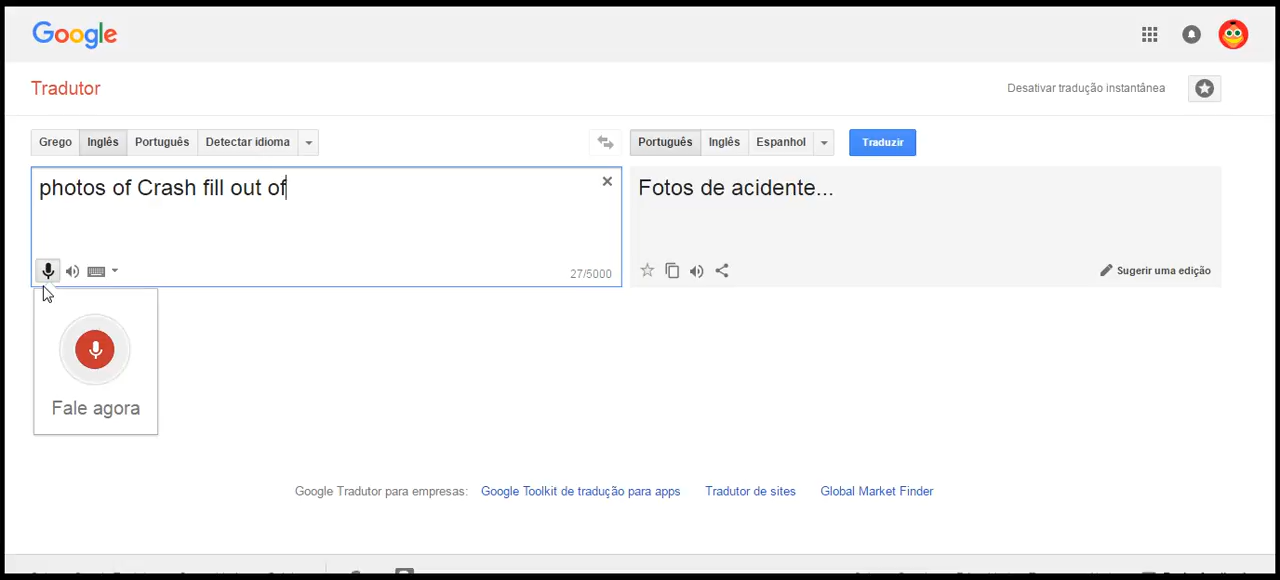 Google
Tradutor
Desativar tradução instantânea
Grego Inglês Português Detectar idioma
Português Inglês Espanhol Traduzir
photos of Crash fill out of
27/5000
Fotos de acidente...
Sugerir uma edição
Fale agora
Google Tradutor para empresas: Google Toolkit de tradução para apps Tradutor de sites Global Market Finder